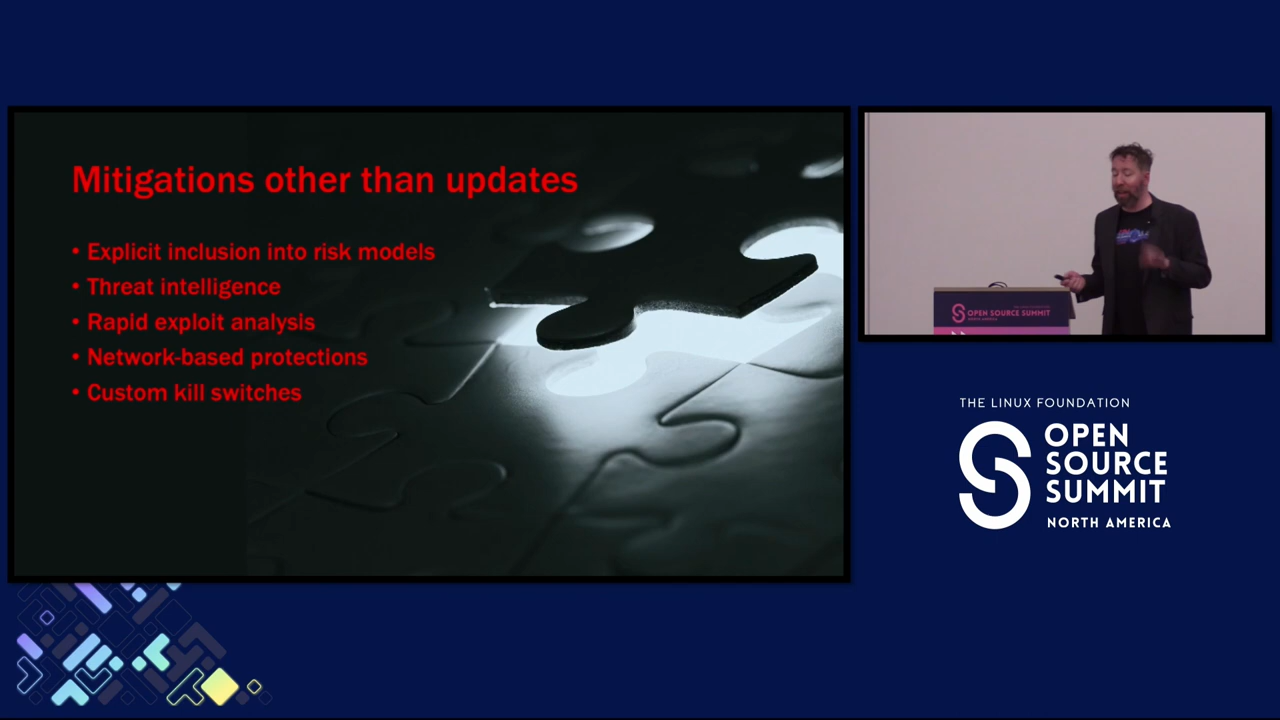 Mitigations other than updates
• Explicit inclusion into risk models
• Threat intelligence
• Rapid exploit analysis
• Network-based protections
• Custom kill switches
OPEN SOURCE SUMMIT
THE LINUX FOUNDATION
OPEN
SOURCE
SUMMIT
NORTH AMERICA